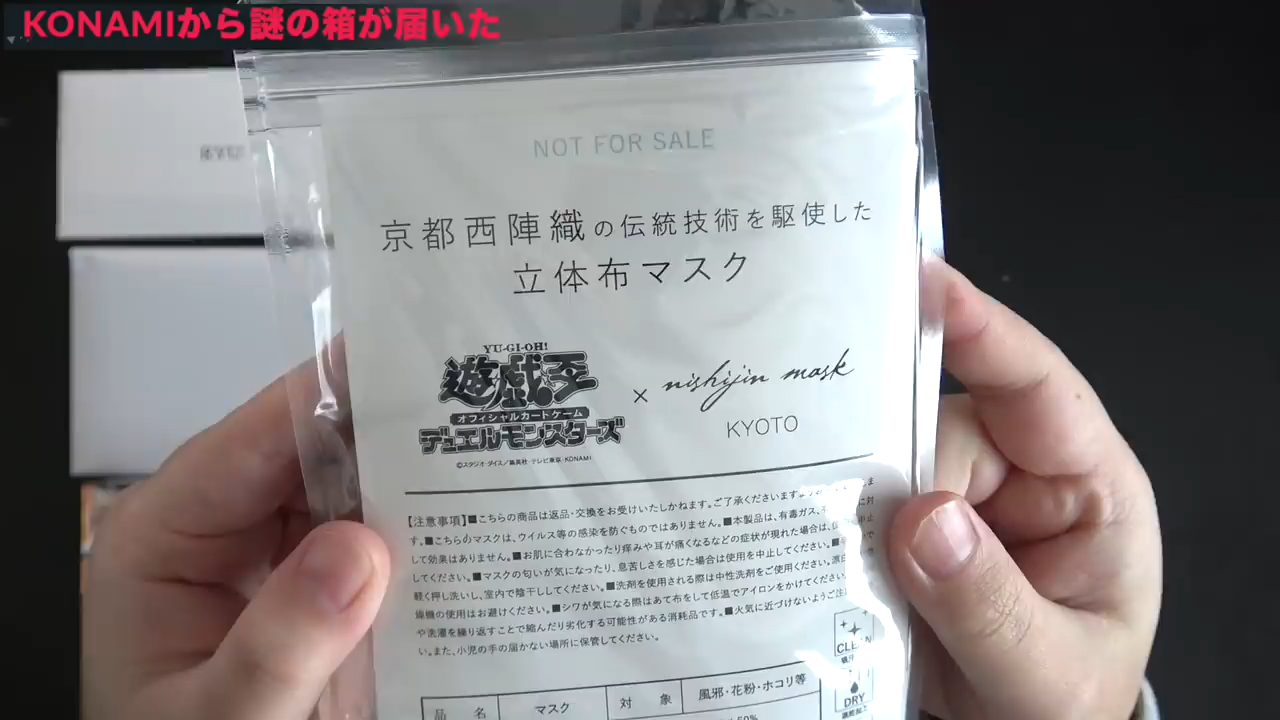 KONAMIから謎の箱が届いた
NOT FOR SALE
京都西陣織の伝統技術を駆使した
立体布マスク
YU-GI-OH!
遊戯王
オフィシャルカードゲーム
デュエルモンスターズ
©スタジオ・ダイス/集英社・テレビ東京・KONAMI
×
nishijin mask
KYOTO
【注意事項】■こちらの商品は返品・交換をお受けいたしかねます。ご了承くださいます
す。■こちらのマスクは、ウイルス等の感染を防ぐものではありません。■本製品は、有毒ガス、
して効果はありません。■お肌に合わなかったり痒みや耳が痛くなるなどの症状が現れた場合は、
してください。■マスクの匂いが気になったり、息苦しさを感じた場合は使用を中止してください。■
軽く押し洗いし、室内で陰干ししてください。■洗剤を使用される際は中性洗剤をご使用ください。漂白
燥機の使用はお避けください。■シワが気になる際はあて布をして低温でアイロンをかけてください。
や洗濯を繰り返すことで縮んだり劣化する可能性がある消耗品です。■火気に近づけないようご注
い。また、小児の手の届かない場所に保管してください。
CLEAN
DRY
品名 マスク 対象 風邪・花粉・ホコリ等